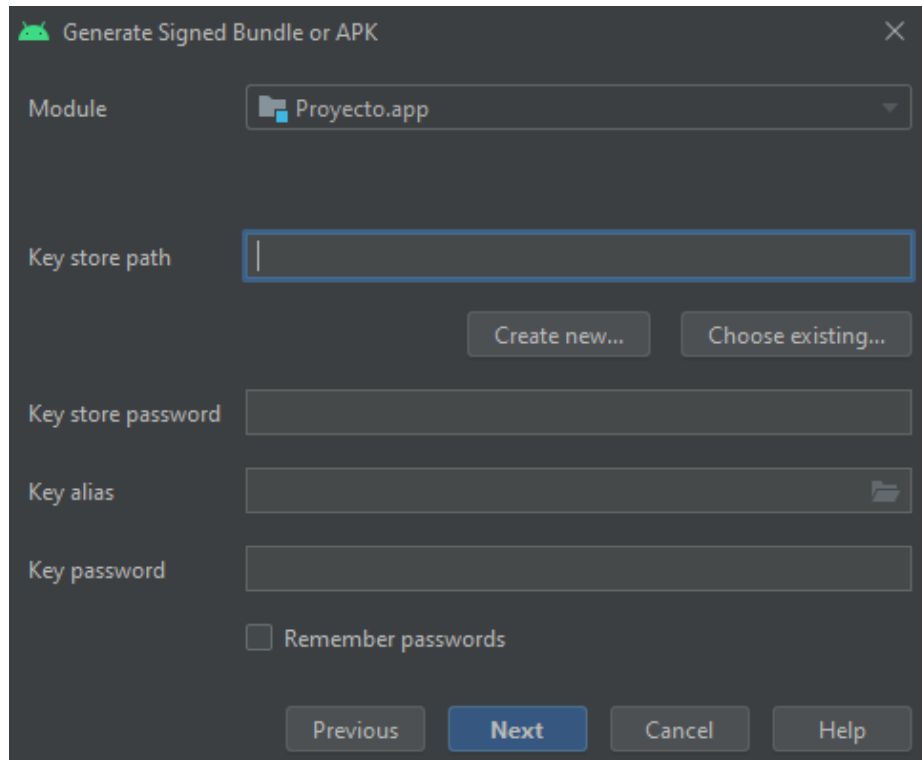 Generate Signed Bundle or APK
Module
Proyecto.app
Key store path
Create new...
Choose existing...
Key store password
Key alias
Key password
Remember passwords
Previous
Next
Cancel
Help